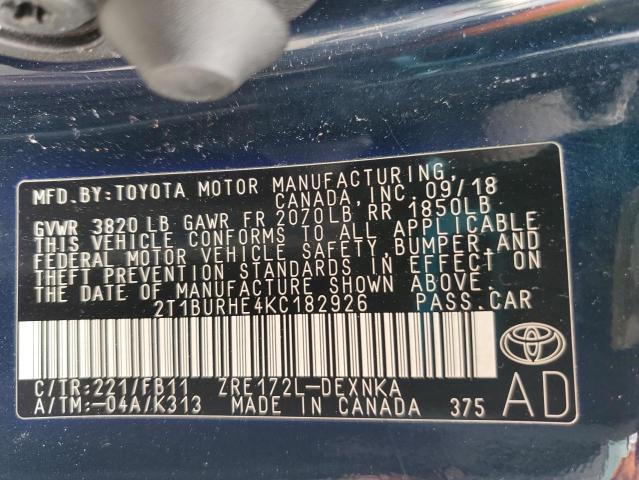 MFD.BY:TOYOTA MOTOR MANUFACTURING,
CANADA,INC. 09/18
GVWR 3820 LB GAWR FR 2070LB, RR 1850LB
THIS VEHICLE CONFORMS TO ALL APPLICABLE
FEDERAL MOTOR VEHICLE SAFETY,BUMPER,AND
THEFT PREVENTION STANDARDS IN EFFECT ON
THE DATE OF MANUFACTURE SHOWN ABOVE.
2T1BURHE4KC182926 PASS.CAR
C/TR:221/FB11 ZRE172L-DEXNKA
A/TM:-04A/K313 MADE IN CANADA 375
AD